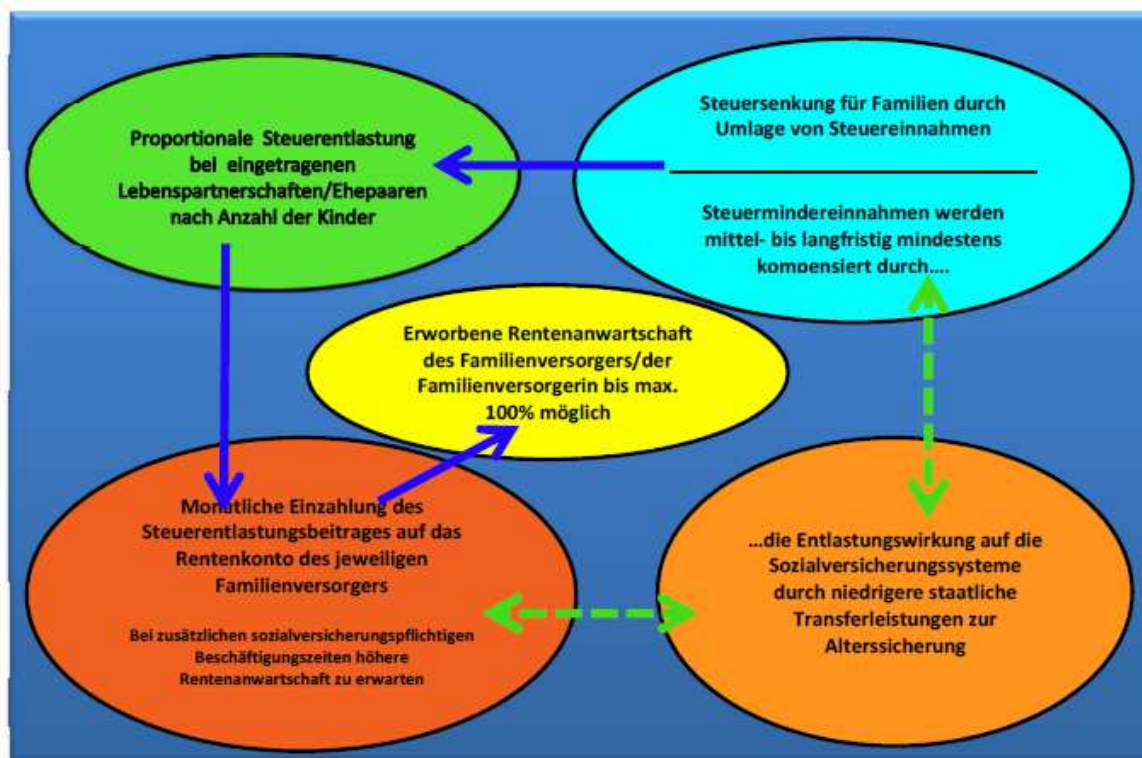 Proportionale Steuerentlastung
bei eingetragenen
Lebenspartnerschaften/Ehepaaren
nach Anzahl der Kinder
Steuersenkung für Familien durch
Umlage von Steuereinnahmen
Steuermindereinnahmen werden
mittel- bis langfristig mindestens
kompensiert durch....
Erworbene Rentenanwartschaft
des Familienversorgers/der
Familienversorgerin bis max.
100% möglich
Monatliche Einzahlung des
Steuerentlastungsbeitrages auf das
Rentenkonto des jeweiligen
Familienversorgers
Bei zusätzlichen sozialversicherungspflichtigen
Beschäftigungszeiten höhere
Rentenanwartschaft zu erwarten
...die Entlastungswirkung auf die
Sozialversicherungssysteme
durch niedrigere staatliche
Transferleistungen zur
Alterssicherung